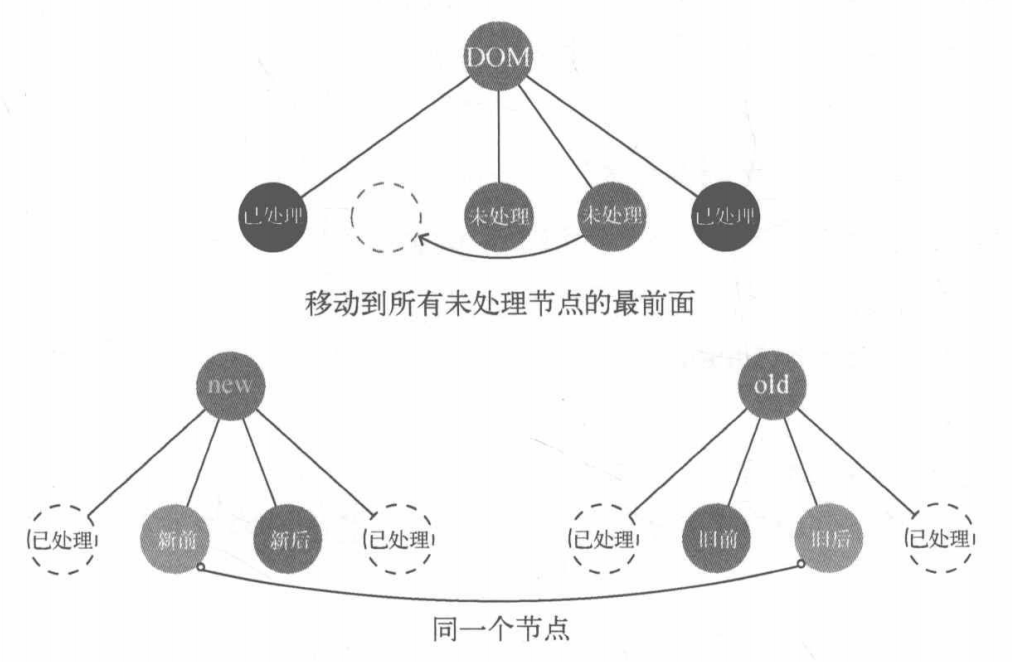 DOM
已处理 未处理 未处理 已处理
移动到所有未处理节点的最前面
new old
已处理 新前 新后 已处理 已处理 旧前 旧后 已处理
同一个节点